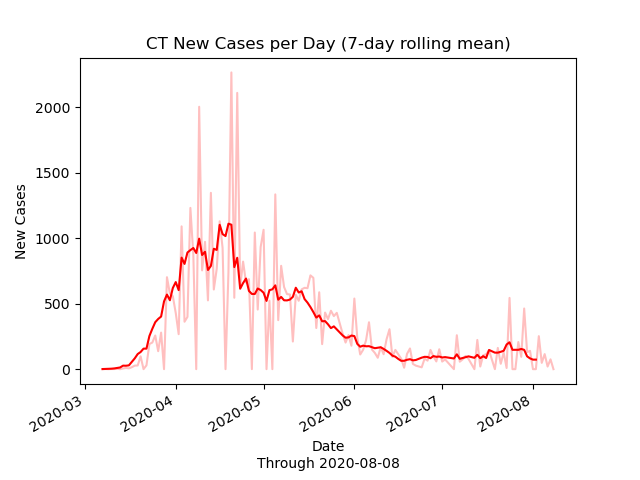 CT New Cases per Day (7-day rolling mean)
New Cases
2000
1500
1000
500
0
2020-03
2020-04
2020-05
2020-06
2020-07
2020-08
Date
Through 2020-08-08